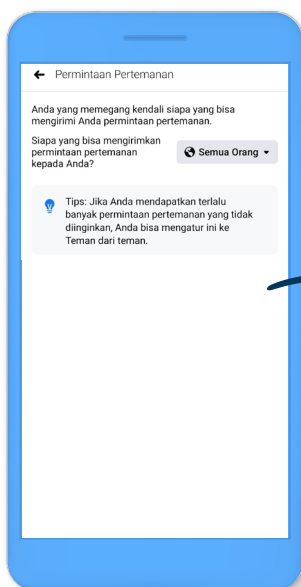 Permintaan Pertemanan
Anda yang memegang kendali siapa yang bisa
mengirimi Anda permintaan pertemanan.
Siapa yang bisa mengirimkan
permintaan pertemanan
kepada Anda?
Semua Orang
Tips: Jika Anda mendapatkan terlalu
banyak permintaan pertemanan yang tidak
diinginkan, Anda bisa mengatur ini ke
Teman dari teman.